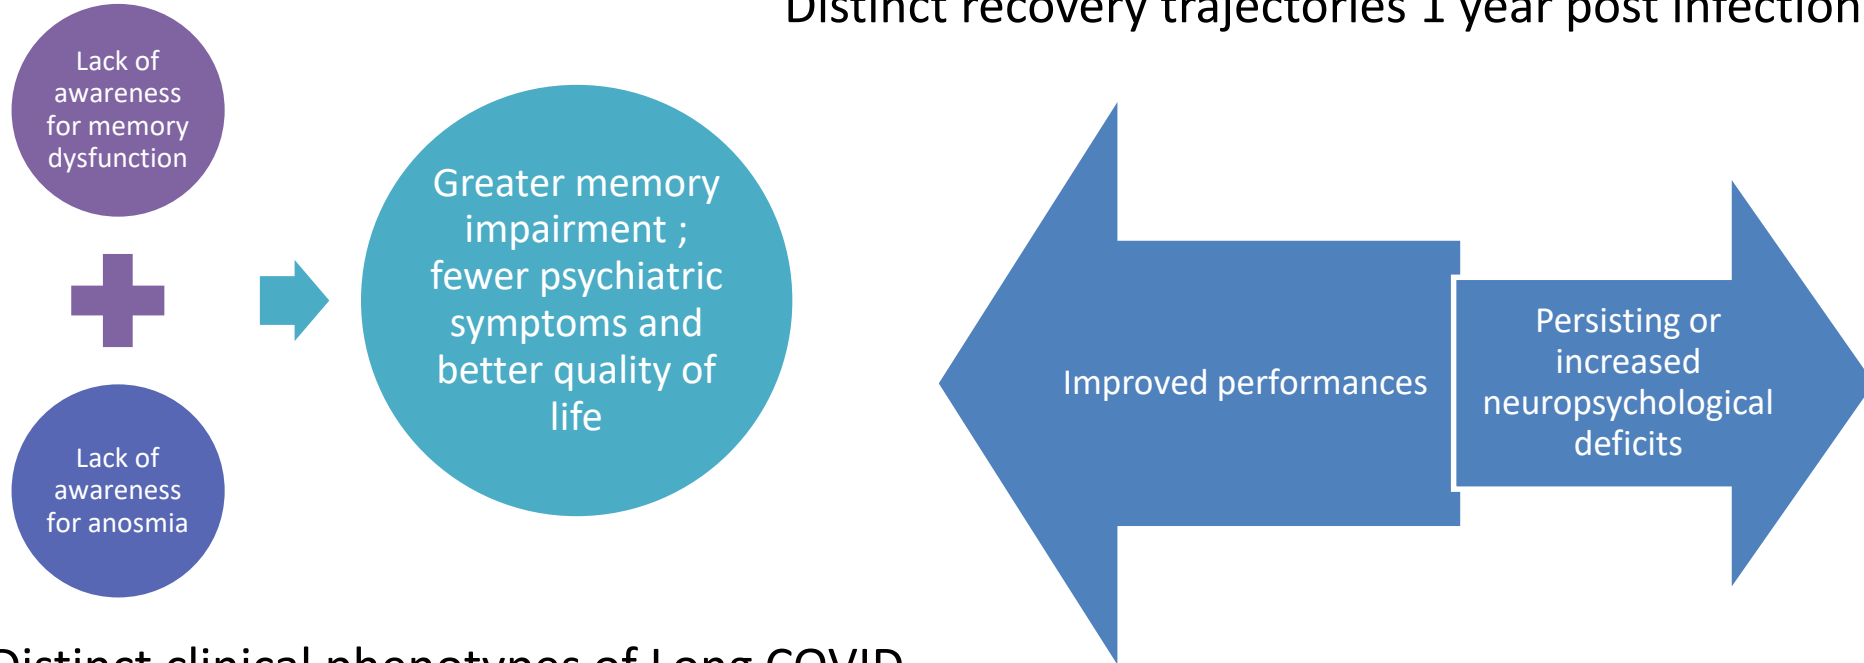 Distinct recovery trajectories 1 year post infection
Lack of
awareness
for memory
dysfunction
Greater memory
impairment ;
fewer psychiatric
symptoms and
better quality of
life
Lack of
awareness
for anosmia
Improved performances
Persisting or
increased
neuropsychological
deficits
Distinct clinical phenotypes of Long COVID